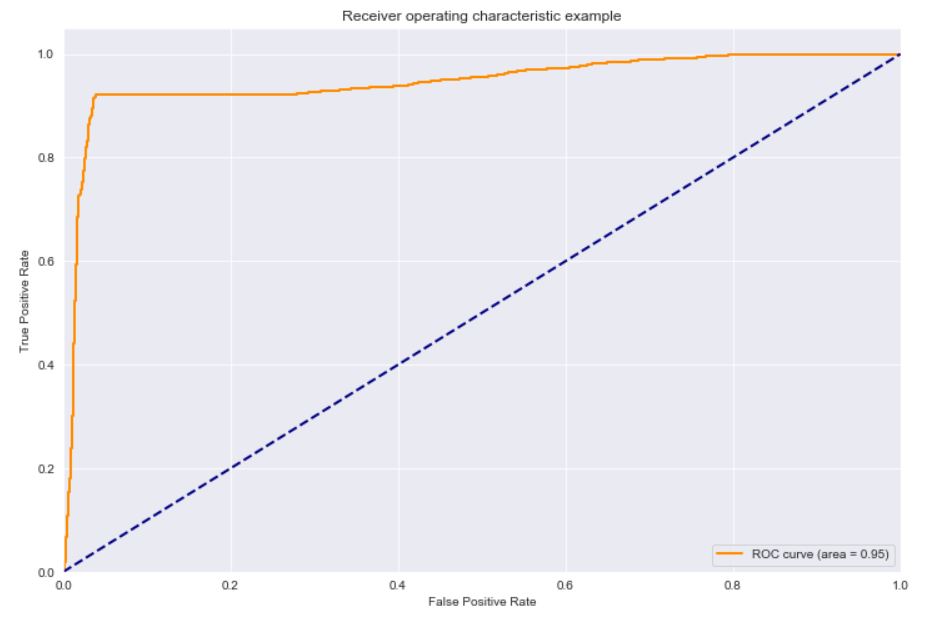 Receiver operating characteristic example
1.0
0.8
0.6
0.4
0.2
0.0
True Positive Rate
ROC curve (area = 0.95)
0.0 0.2 0.4 0.6 0.8 1.0
False Positive Rate